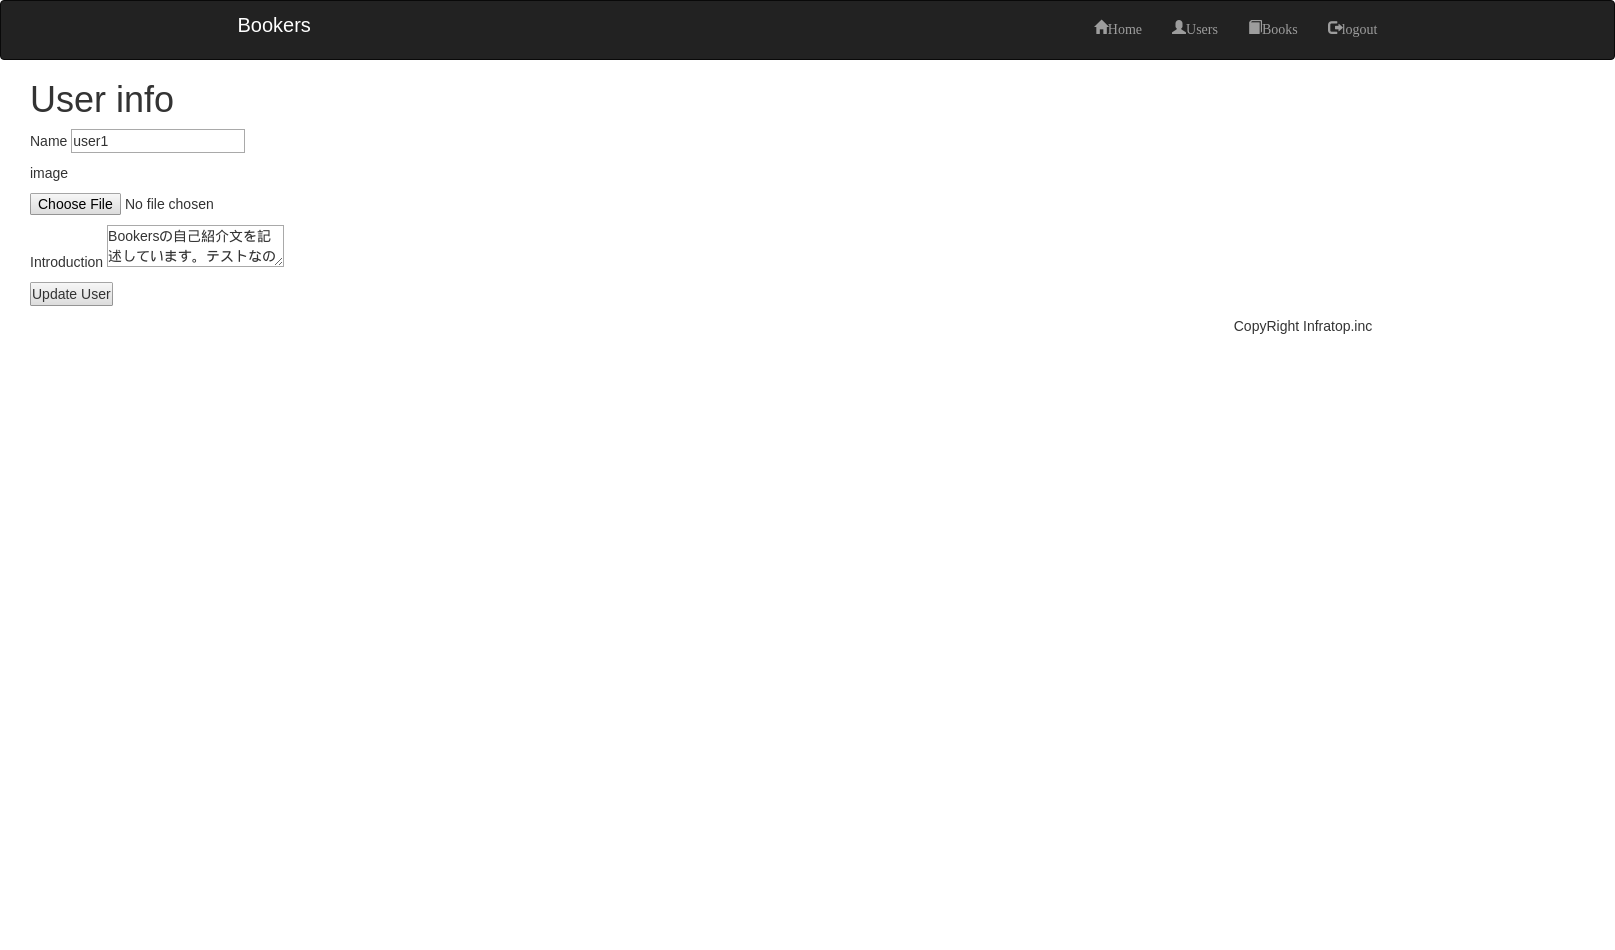 Bookers
Home Users Books logout
User info
Name user1
image
Choose File No file chosen
Introduction Bookersの自己紹介文を記
述しています。テストなの
Update User
CopyRight Infratop.inc